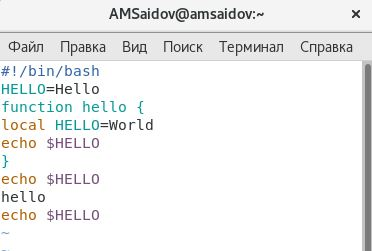 AMSaidov@amsaidov:~ ×
Файл Правка Вид Поиск Терминал Справка
#!/bin/bash
HELLO=Hello
function hello {
local HELLO=World
echo $HELLO
}
echo $HELLO
hello
echo $HELLO
~
~